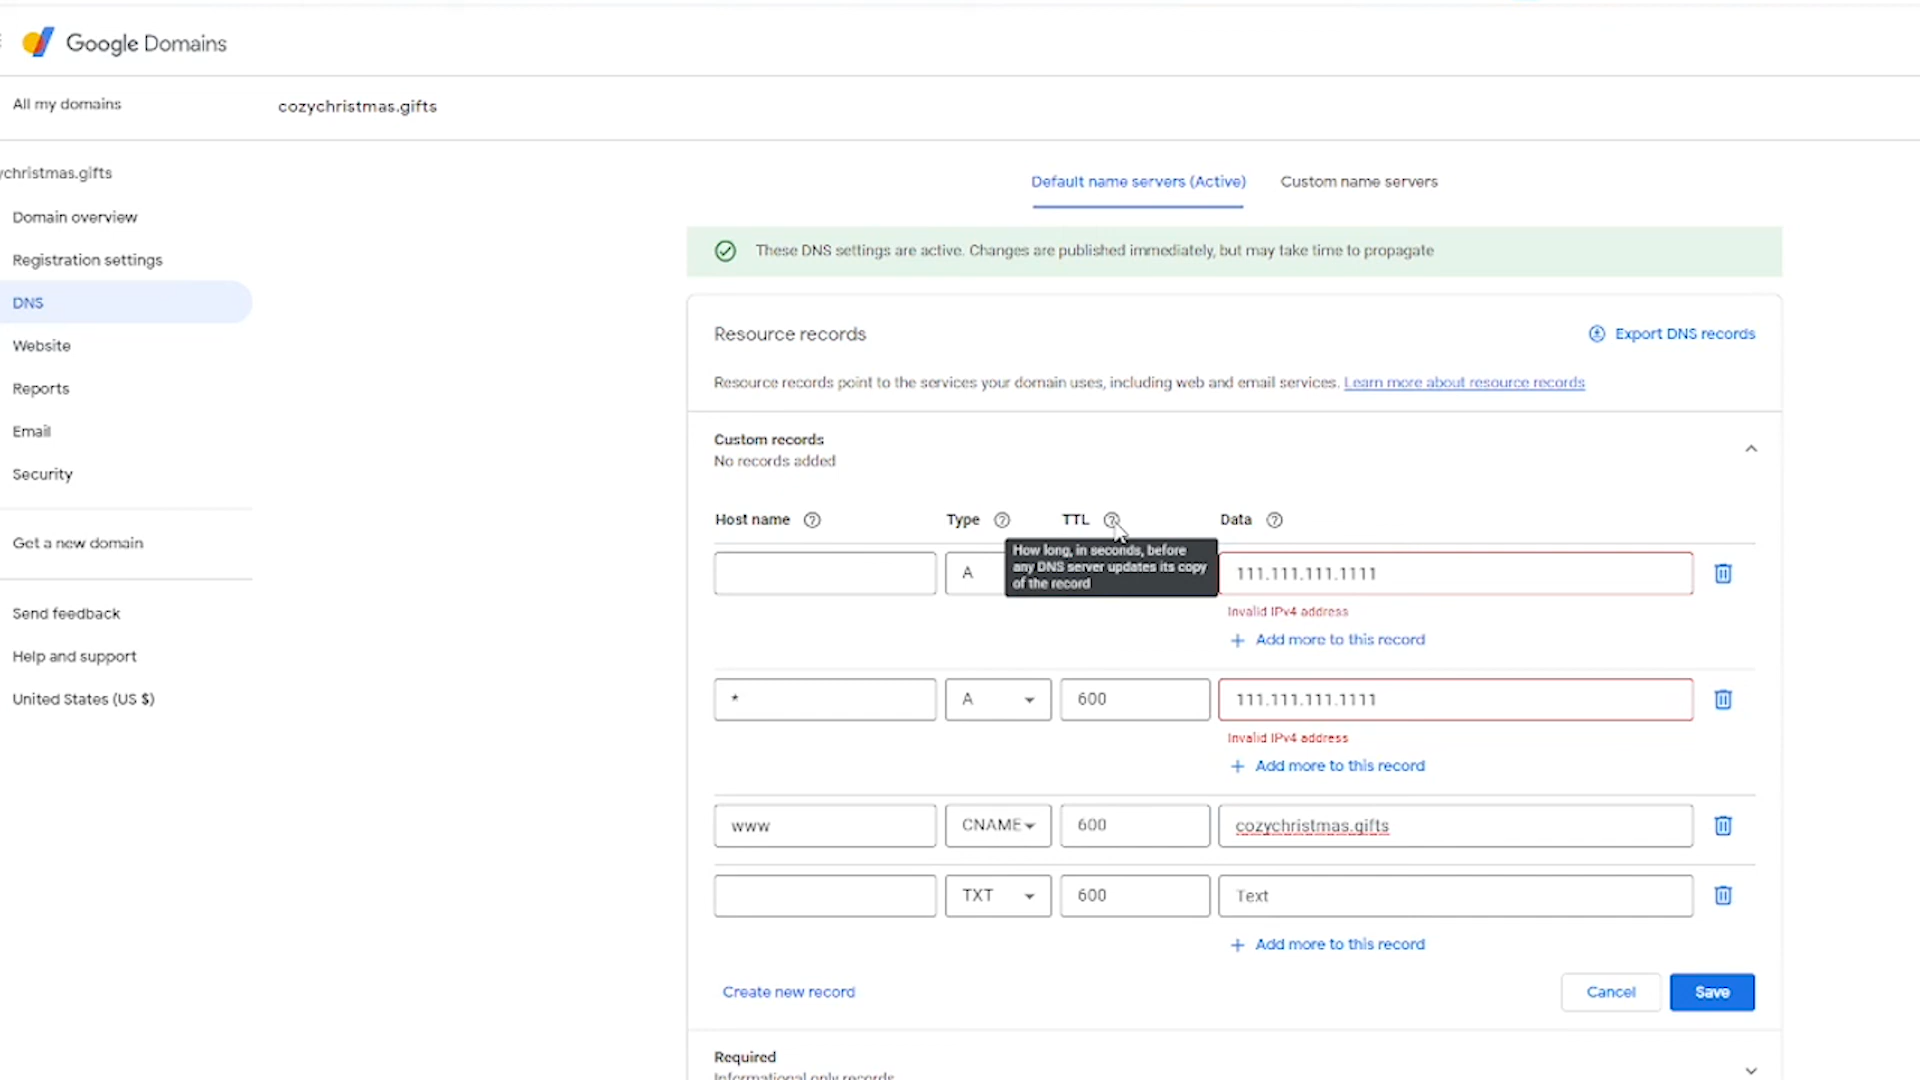 Google Domains
All my domains
cozychristmas.gifts
ychristmas.gifts
Domain overview
Registration settings
DNS
Website
Reports
Email
Security
Get a new domain
Send feedback
Help and support
United States (US $)
Default name servers (Active)
Custom name servers
These DNS settings are active. Changes are published immediately, but may take time to propagate
Resource records
Export DNS records
Resource records point to the services your domain uses, including web and email services. Learn more about resource records
Custom records
No records added
Host name
Type
TTL
Data
How long, in seconds, before
any DNS server updates its copy
of the record
A
111.111.111.1111
Invalid IPv4 address
+ Add more to this record
*
A
600
111.111.111.1111
Invalid IPv4 address
+ Add more to this record
www
CNAME
600
cozychristmas.gifts
TXT
600
Text
+ Add more to this record
Create new record
Cancel
Save
Required
Informational only records